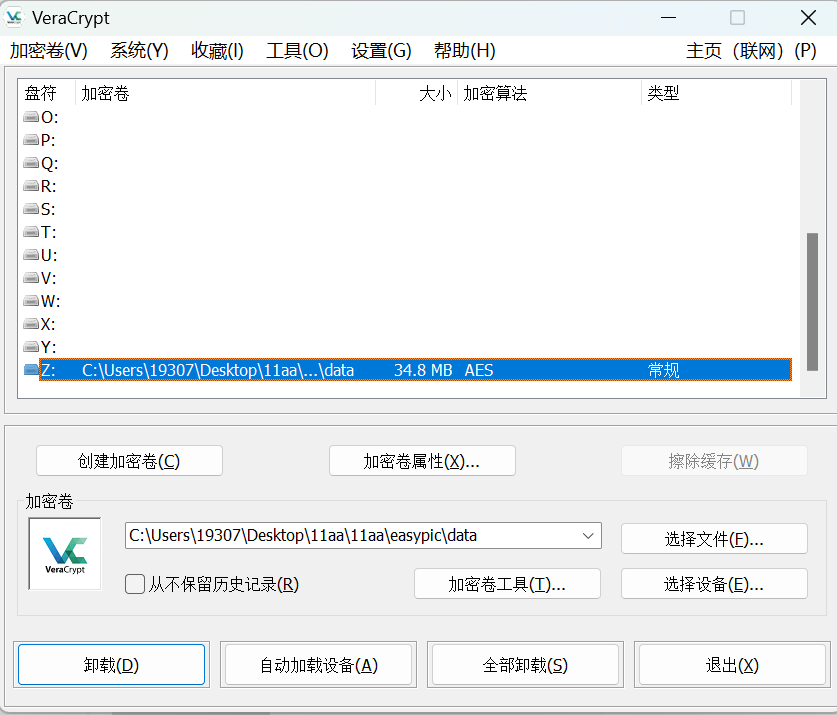 VeraCrypt
加密卷(V) 系统(Y) 收藏(I) 工具(O) 设置(G) 帮助(H) 主页（联网）(P)
盘符 加密卷 大小 加密算法 类型
O:
P:
Q:
R:
S:
T:
U:
V:
W:
X:
Y:
Z: C:\Users\19307\Desktop\11aa\...\data 34.8 MB AES 常规
创建加密卷(C) 加密卷属性(X)... 擦除缓存(W)
加密卷
VeraCrypt C:\Users\19307\Desktop\11aa\11aa\easypic\data 选择文件(F)...
从不保留历史记录(R) 加密卷工具(T)... 选择设备(E)...
卸载(D) 自动加载设备(A) 全部卸载(S) 退出(X)